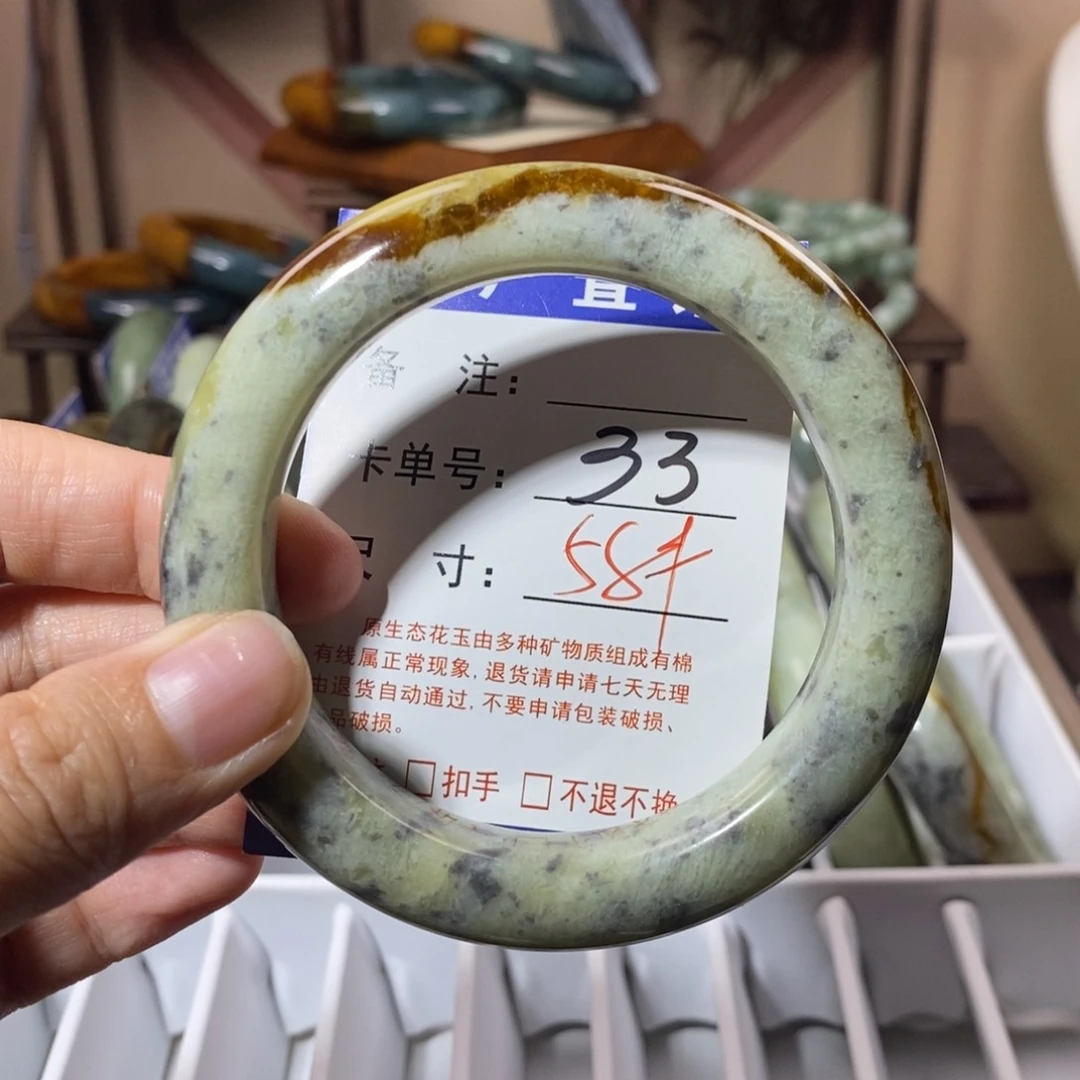 直
备 注：
卡单号： 33
尺 寸： 58
原生态花玉由多种矿物质组成有棉
有线属正常现象，退货请申请七天无理
由退货自动通过，不要申请包装破损、
品破损。
□扣手 □不退不换